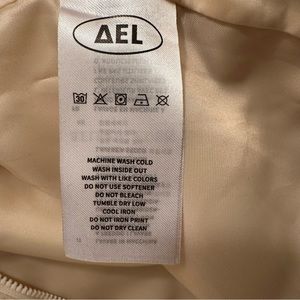 AEL
30
MACHINE WASH COLD
WASH INSIDE OUT
WASH WITH LIKE COLORS
DO NOT USE SOFTENER
DO NOT BLEACH
TUMBLE DRY LOW
COOL IRON
DO NOT IRON PRINT
DO NOT DRY CLEAN